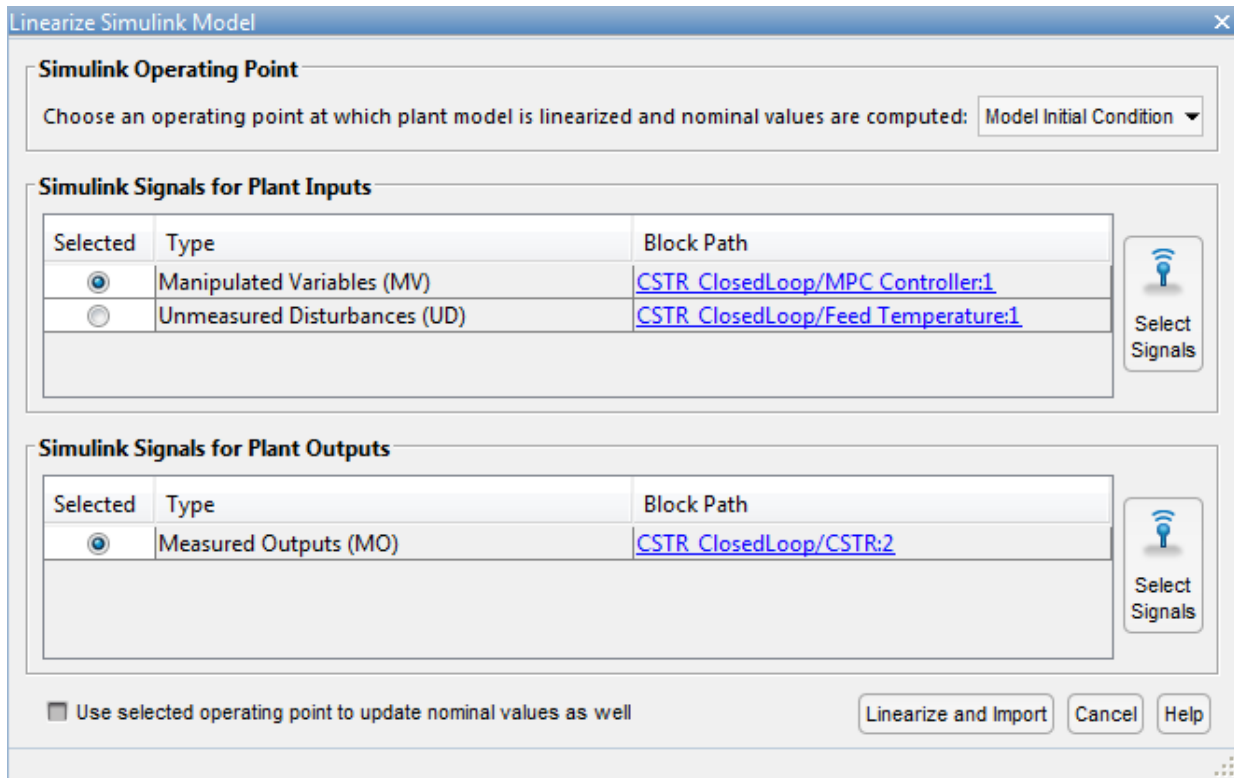 Linearize Simulink Model
Simulink Operating Point
Choose an operating point at which plant model is linearized and nominal values are computed: Model Initial Condition
Simulink Signals for Plant Inputs
Selected Type Block Path
Manipulated Variables (MV) CSTR_ClosedLoop/MPC Controller:1
Unmeasured Disturbances (UD) CSTR_ClosedLoop/Feed Temperature:1
Select
Signals
Simulink Signals for Plant Outputs
Selected Type Block Path
Measured Outputs (MO) CSTR_ClosedLoop/CSTR:2
Select
Signals
Use selected operating point to update nominal values as well Linearize and Import Cancel Help